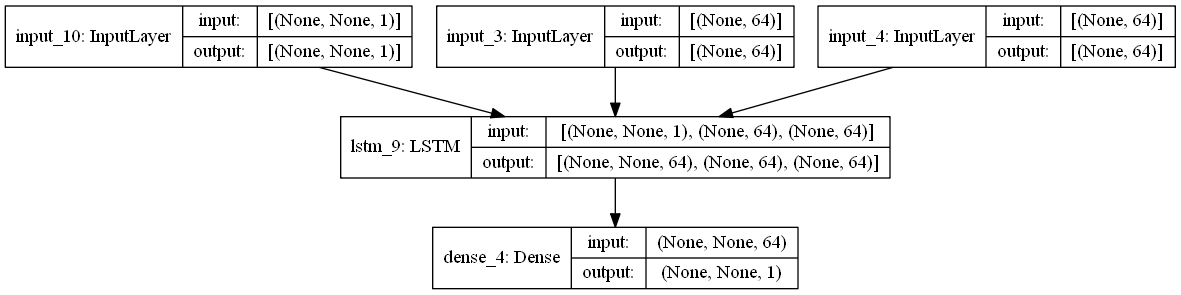 input_10: InputLayer
input: [(None, None, 1)]
output: [(None, None, 1)]
input_3: InputLayer
input: [(None, 64)]
output: [(None, 64)]
input_4: InputLayer
input: [(None, 64)]
output: [(None, 64)]
lstm_9: LSTM
input: [(None, None, 1), (None, 64), (None, 64)]
output: [(None, None, 64), (None, 64), (None, 64)]
dense_4: Dense
input: (None, None, 64)
output: (None, None, 1)